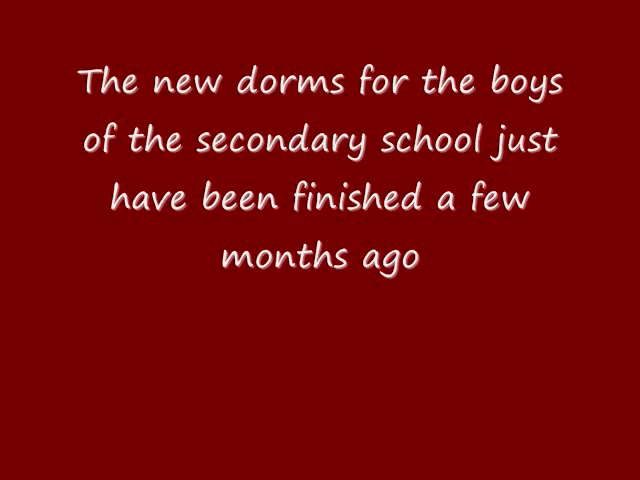 The new dorms for the boys
of the secondary school just
have been finished a few
months ago